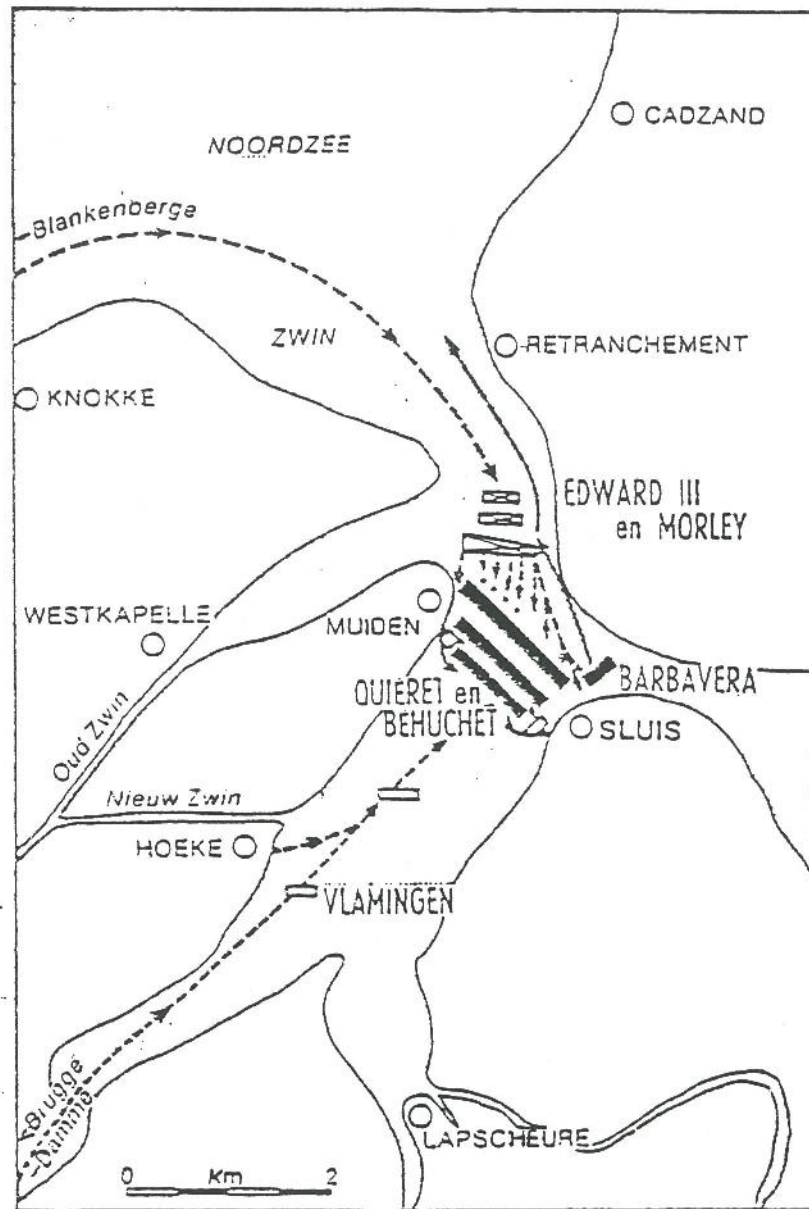 CADZAND
NOORDZEE
Blankenberge
ZWIN
RETRANCHEMENT
KNOKKE
EDWARD III
en MORLEY
WESTKAPELLE
MUIDEN
BARBAVERA
QUIERET en
BEHUCHET
SLUIS
Oud Zwin
Nieuw Zwin
HOEKE
VLAMINGEN
Brugge
Damme
LAPSCHEURE
0 Km 2